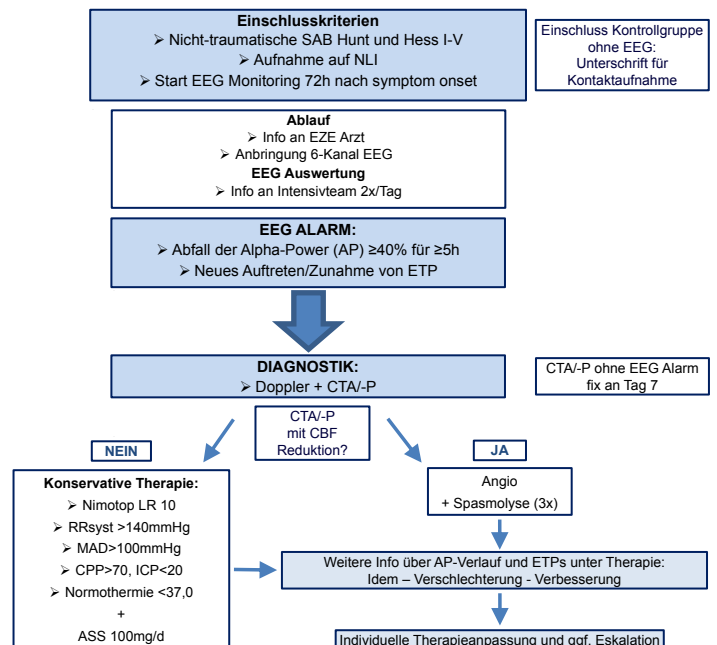 Einschlusskriterien
➢ Nicht-traumatische SAB Hunt und Hess I-V
➢ Aufnahme auf NLI
➢ Start EEG Monitoring 72h nach symptom onset
Einschluss Kontrollgruppe
ohne EEG:
Unterschrift für
Kontaktaufnahme
Ablauf
➢ Info an EZE Arzt
➢ Anbringung 6-Kanal EEG
EEG Auswertung
➢ Info an Intensivteam 2x/Tag
EEG ALARM:
➢ Abfall der Alpha-Power (AP) ≥40% für ≥5h
➢ Neues Auftreten/Zunahme von ETP
DIAGNOSTIK:
➢ Doppler + CTA/-P
CTA/-P ohne EEG Alarm
fix an Tag 7
CTA/-P
mit CBF
Reduktion?
NEIN
JA
Konservative Therapie:
➢ Nimotop LR 10
➢ RRsyst >140mmHg
➢ MAD>100mmHg
➢ CPP>70, ICP<20
➢ Normothermie <37,0
+
ASS 100mg/d
Angio
+ Spasmolyse (3x)
Weitere Info über AP-Verlauf und ETPs unter Therapie:
Idem – Verschlechterung - Verbesserung
Individuelle Therapieanpassung und ggf. Eskalation